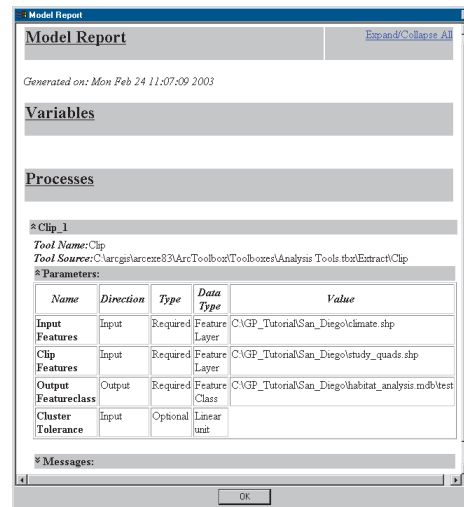 Model Report
Model Report
Expand/Collapse All
Generated on: Mon Feb 24 11:07:09 2003
Variables
Processes
Clip_1
Tool Name:Clip
Tool Source:C:\arcgis\arcexe83\ArcToolbox\Toolboxes\Analysis Tools.tbx\Extract\Clip
Parameters:
Name Direction Type Data Type Value
Input Features Input Required Feature Layer C:\GP_Tutorial\San_Diego\climate.shp
Clip Features Input Required Feature Layer C:\GP_Tutorial\San_Diego\study_quads.shp
Output Featureclass Output Required Feature Class C:\GP_Tutorial\San_Diego\habitat_analysis.mdb\test
Cluster Tolerance Input Optional Linear unit
Messages:
OK